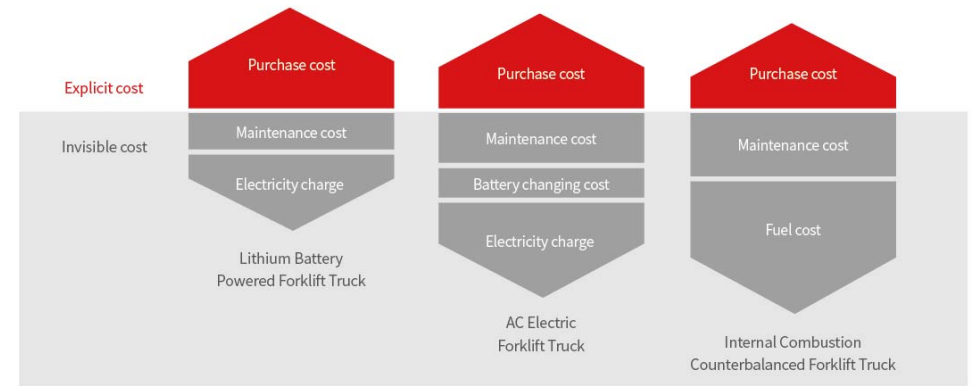 Explicit cost
Invisible cost
Purchase cost
Maintenance cost
Electricity charge
Lithium Battery
Powered Forklift Truck
Purchase cost
Maintenance cost
Battery changing cost
Electricity charge
AC Electric
Forklift Truck
Purchase cost
Maintenance cost
Fuel cost
Internal Combustion
Counterbalanced Forklift Truck